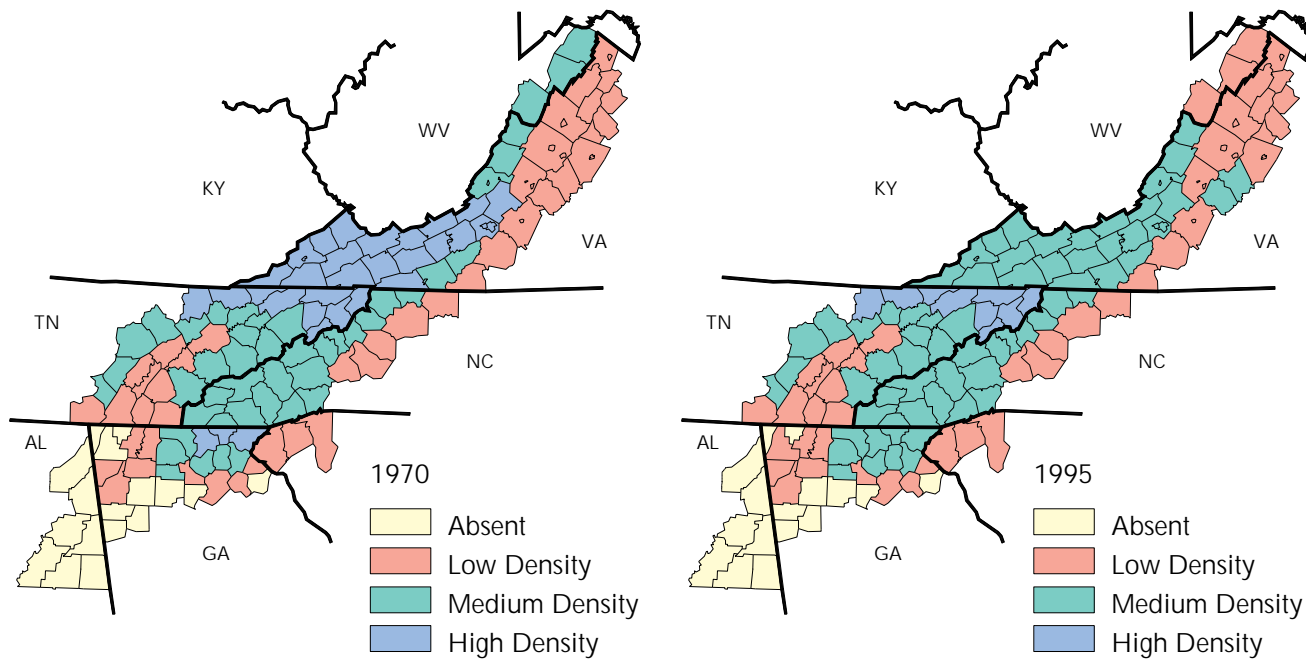 WV
KY
VA
TN
NC
AL
GA
1970
Absent
Low Density
Medium Density
High Density
WV
KY
VA
TN
NC
AL
GA
1995
Absent
Low Density
Medium Density
High Density